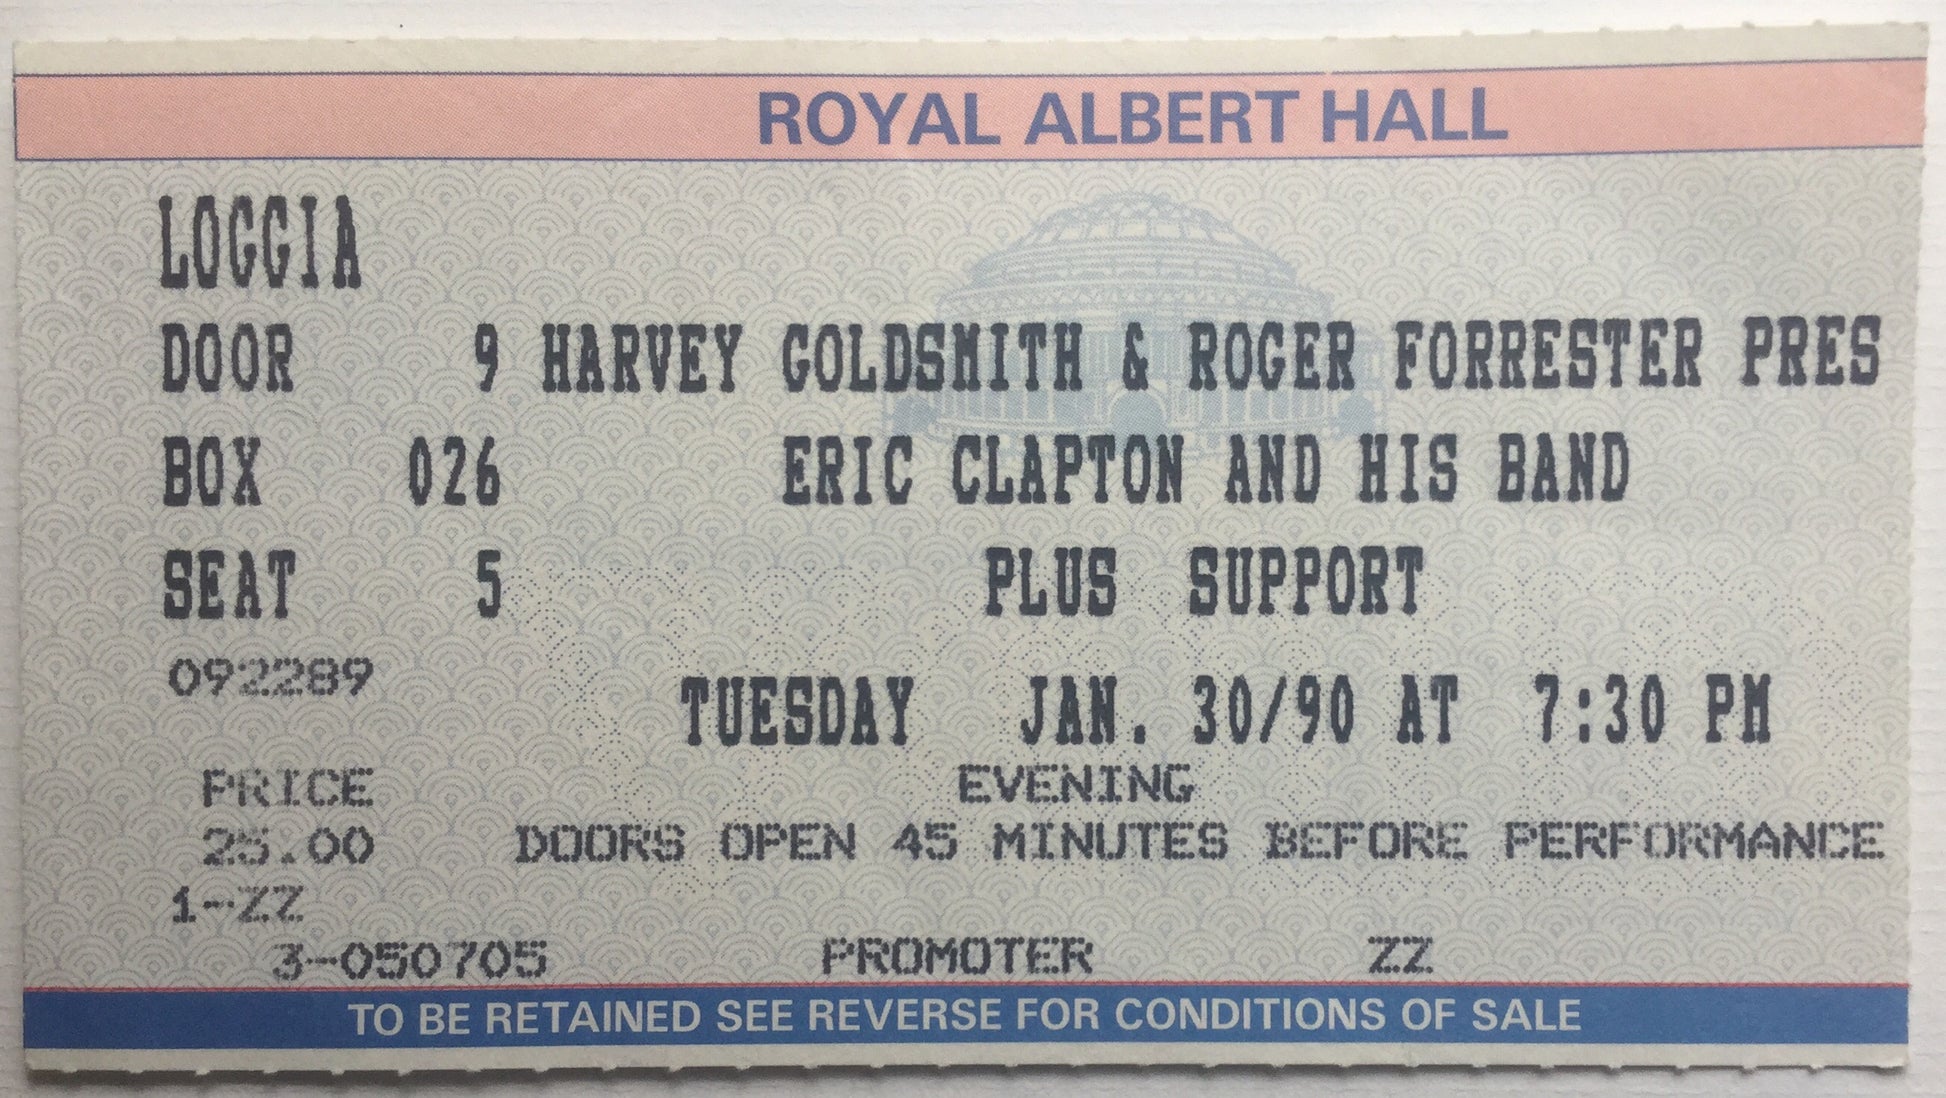 ROYAL ALBERT HALL
LOGGIA
DOOR 9 HARVEY GOLDSMITH & ROGER FORRESTER PRES
BOX 026 ERIC CLAPTON AND HIS BAND
SEAT 5 PLUS SUPPORT
092289
TUESDAY JAN. 30/90 AT 7:30 PM
PRICE EVENING
25.00 DOORS OPEN 45 MINUTES BEFORE PERFORMANCE
1-ZZ
3-050705 PROMOTER ZZ
TO BE RETAINED SEE REVERSE FOR CONDITIONS OF SALE